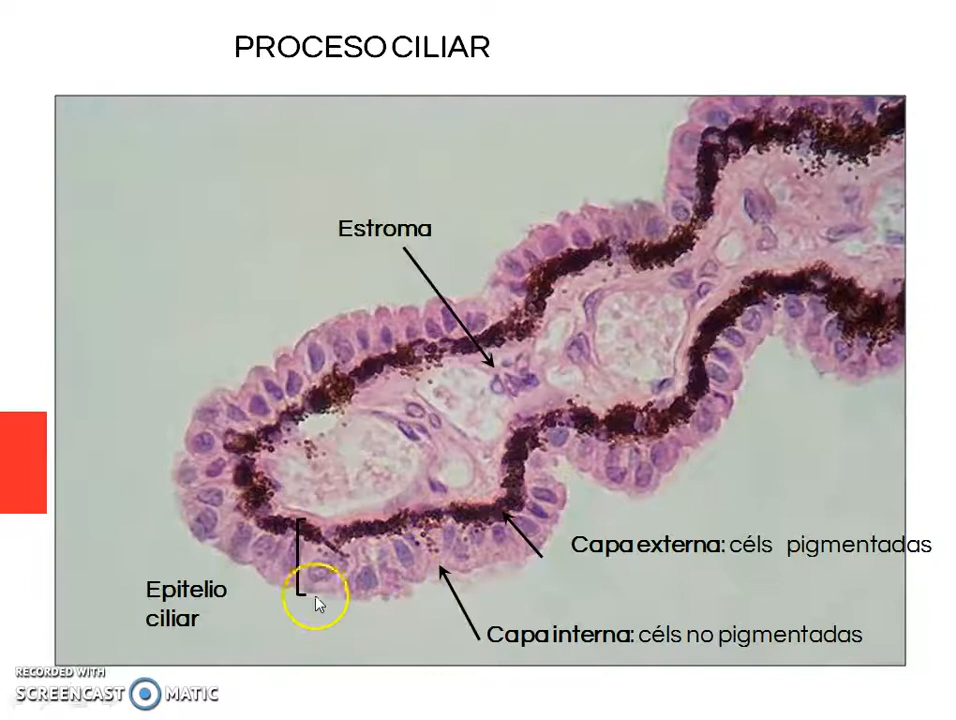 PROCESO CILIAR
Estroma
Capa externa: céls pigmentadas
Epitelio
ciliar
Capa interna: céls no pigmentadas
RECORDED WITH
SCREENCAST MATIC